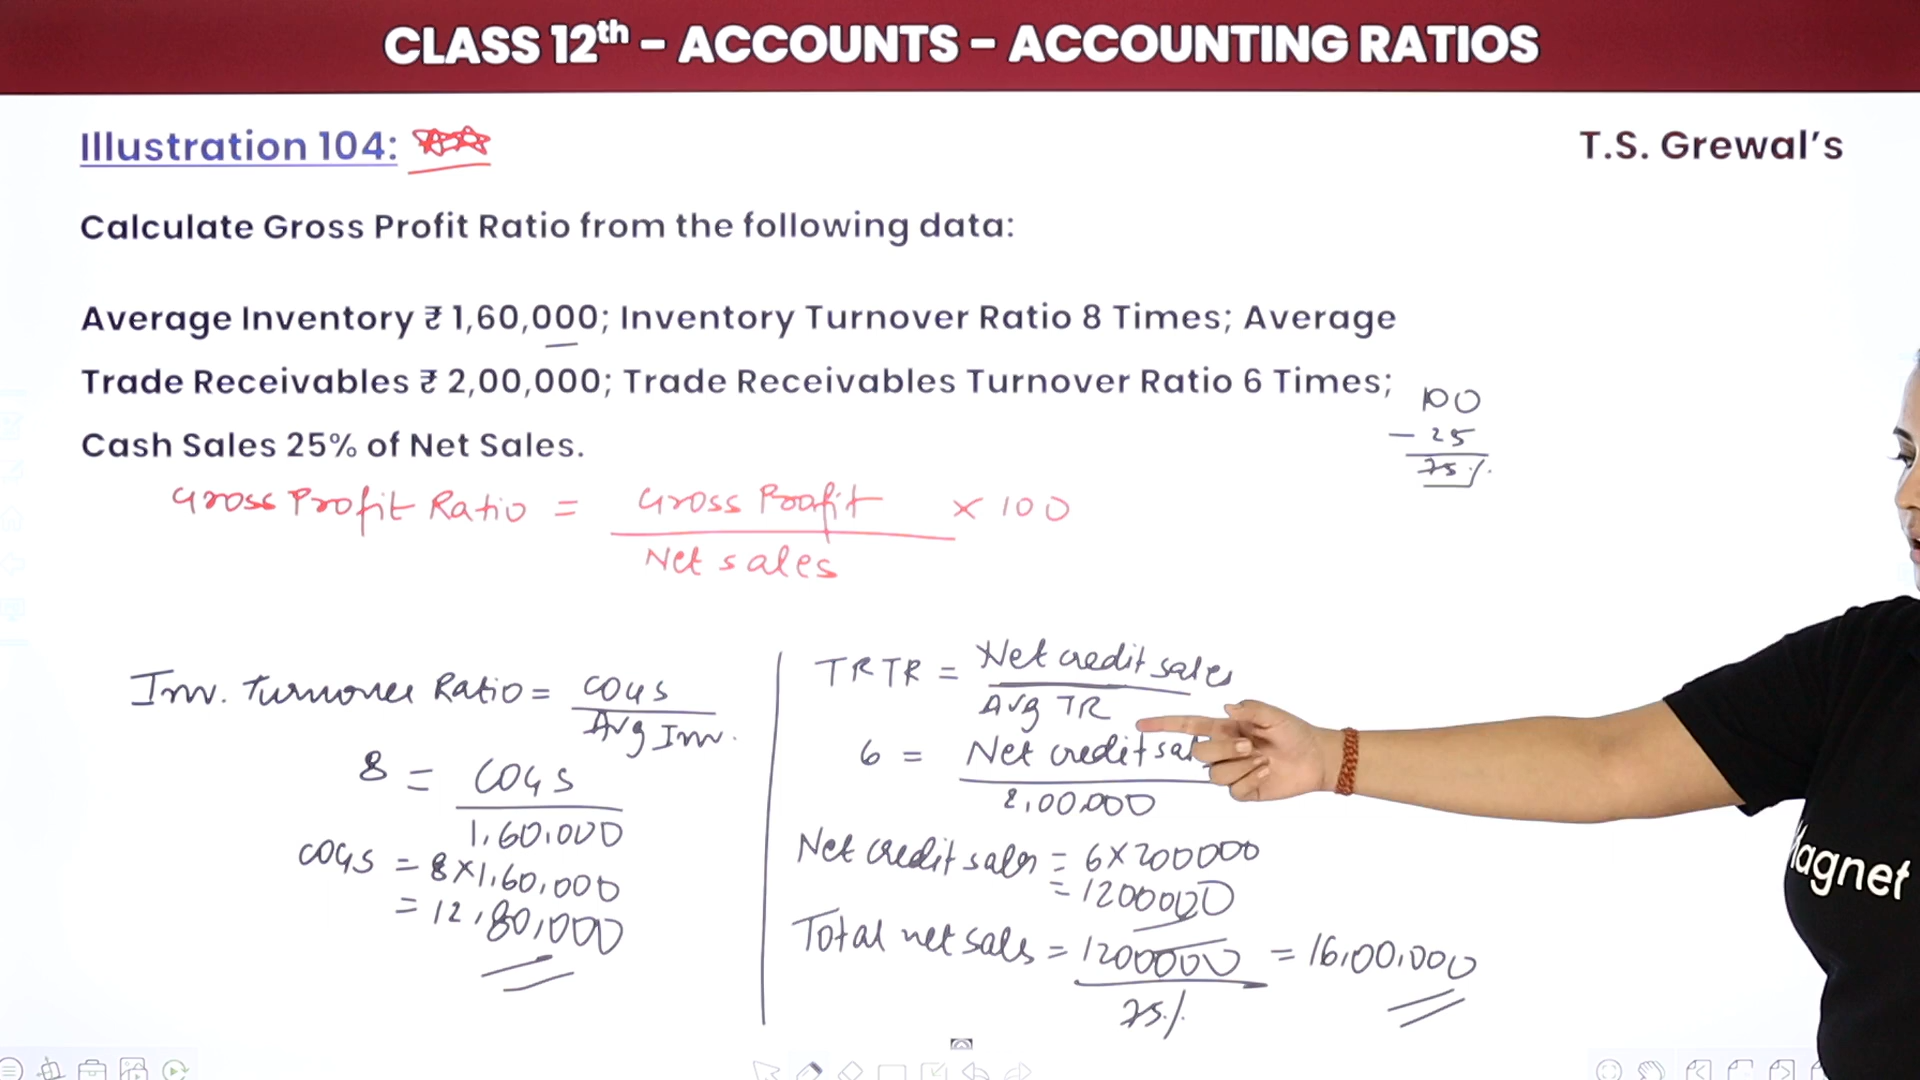 CLASS 12th – ACCOUNTS – ACCOUNTING RATIOS
Illustration 104:
T.S. Grewal's
Calculate Gross Profit Ratio from the following data:
Average Inventory ₹ 1,60,000; Inventory Turnover Ratio 8 Times; Average
Trade Receivables ₹ 2,00,000; Trade Receivables Turnover Ratio 6 Times;
Cash Sales 25% of Net Sales.
100
- 25
75%
Gross Profit Ratio = Gross Profit × 100
Net sales
Inv. Turnover Ratio = COGS
Avg Inv.
8 = COGS
1,60,000
COGS = 8×1,60,000
= 12,80,000
TRTR = Net credit sales
Avg TR
6 = Net credit sal
2,00,000
Net credit sales = 6×200000
= 1200000
Total net sales = 1200000 = 16,00,000
75%
Magnet